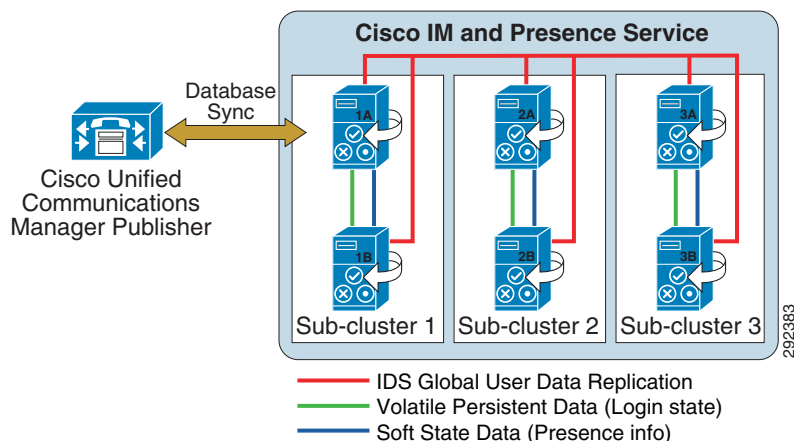 Cisco IM and Presence Service
Database
Sync
1A
2A
3A
Cisco Unified
Communications
Manager Publisher
1B
2B
3B
Sub-cluster 1
Sub-cluster 2
Sub-cluster 3
292383
IDS Global User Data Replication
Volatile Persistent Data (Login state)
Soft State Data (Presence info)